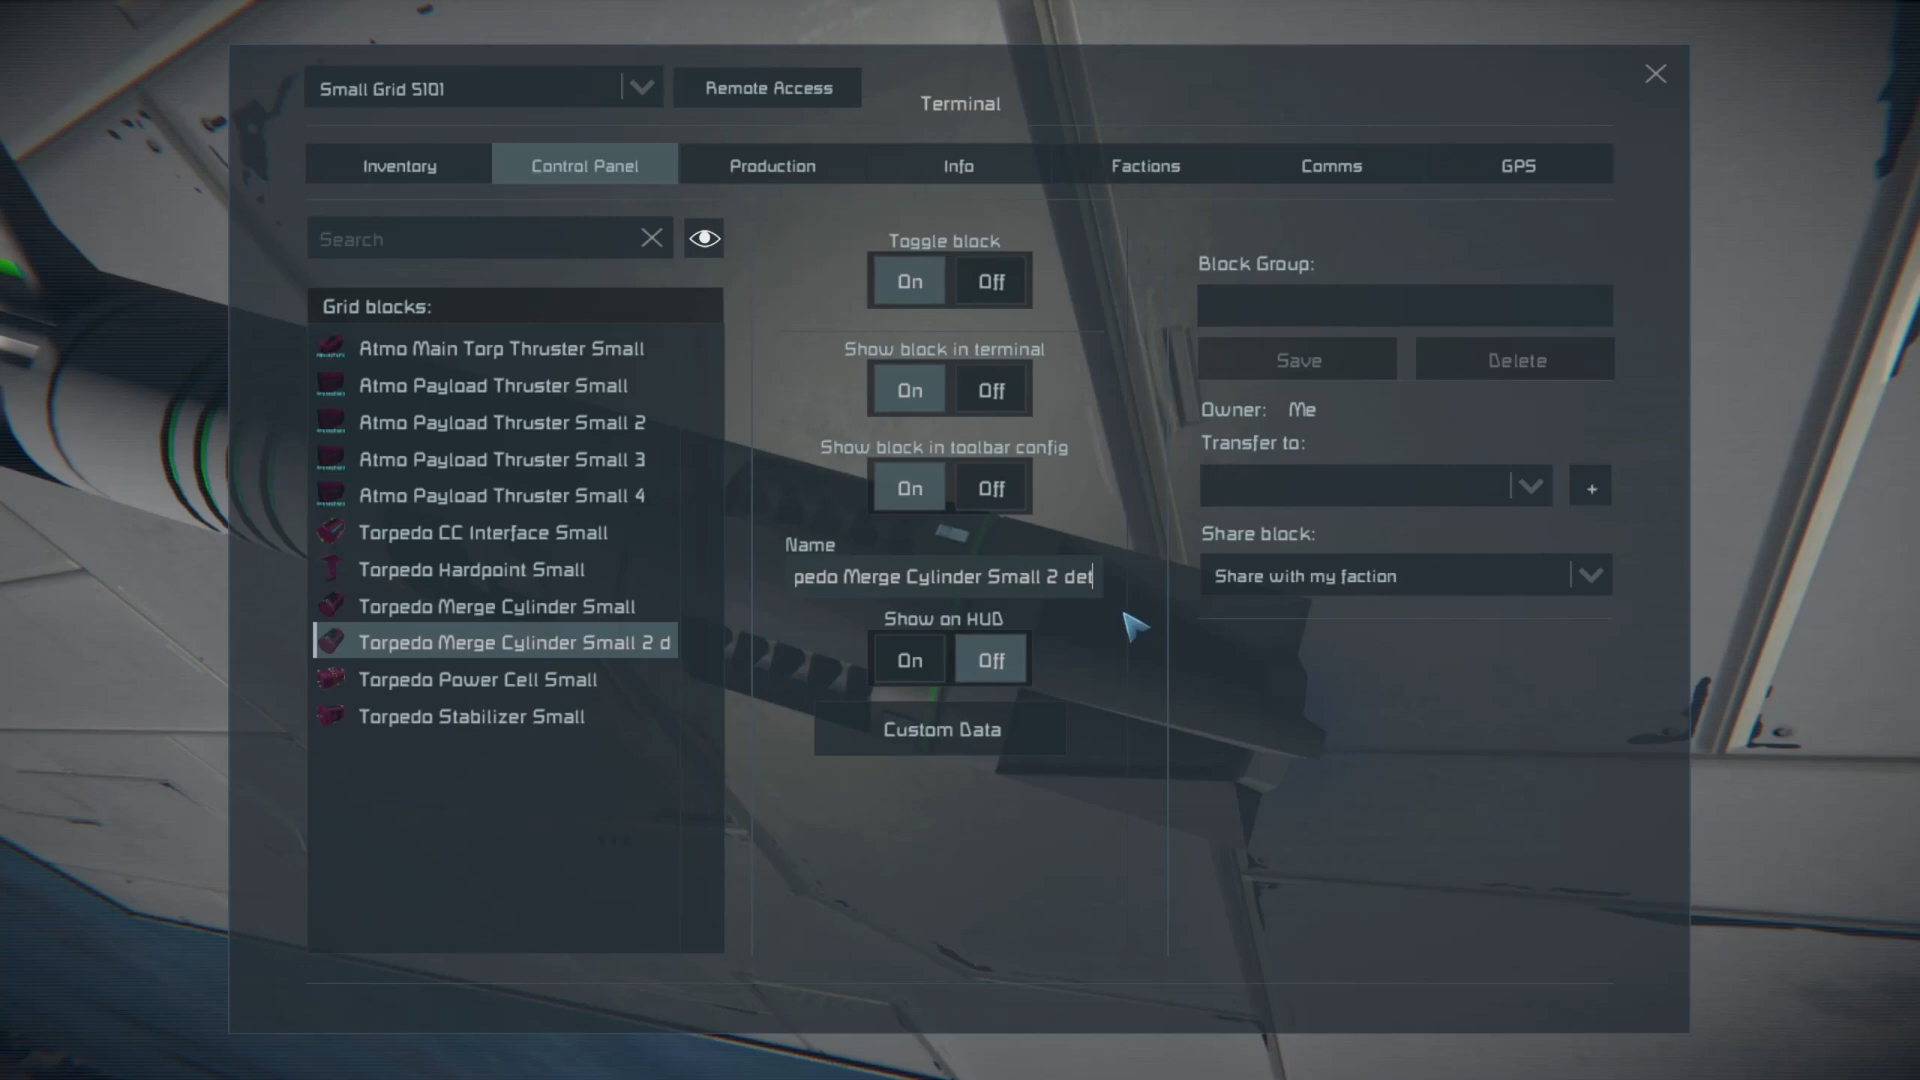 Small Grid 5101
Remote Access
Terminal
Inventory
Control Panel
Production
Info
Factions
Comms
GPS
Search
Grid blocks:
Atmo Main Torp Thruster Small
Atmo Payload Thruster Small
Atmo Payload Thruster Small 2
Atmo Payload Thruster Small 3
Atmo Payload Thruster Small 4
Torpedo CC Interface Small
Torpedo Hardpoint Small
Torpedo Merge Cylinder Small
Torpedo Merge Cylinder Small 2 d
Torpedo Power Cell Small
Torpedo Stabilizer Small
Toggle block
On Off
Show block in terminal
On Off
Show block in toolbar config
On Off
Name
pedo Merge Cylinder Small 2 det
Show on HUD
On Off
Custom Data
Block Group:
Save
Delete
Owner: Me
Transfer to:
+
Share block:
Share with my faction